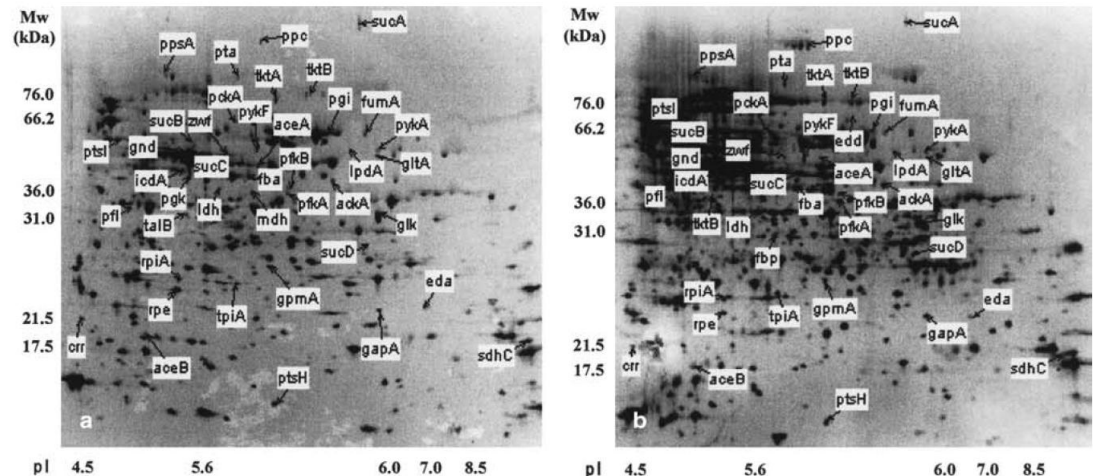 Mw
(kDa)
sucA
ppc
ppsA
pta
tktA
tktB
76.0
pckA
pgi
fumA
66.2
sucB
zwf
pykF
aceA
pykA
ptsI
gnd
sucC
pfkB
lpdA
gltA
icdA
fba
36.0
pgk
ldh
pfkA
ackA
pfl
31.0
talB
mdh
glk
sucD
rpiA
rpe
gpmA
eda
tpiA
21.5
crr
gapA
17.5
aceB
sdhC
ptsH
a
pI 4.5 5.6 6.0 7.0 8.5
Mw
(kDa)
sucA
ppc
ppsA
pta
tktA
tktB
76.0
ptsI
pckA
pgi
fumA
66.2
sucB
pykF
edd
pykA
gnd
zwf
lpdA
gltA
icdA
sucC
aceA
36.0
pfl
fba
pfkB
ackA
tktB
ldh
pfkA
glk
31.0
fbp
sucD
rpiA
gpmA
eda
rpe
tpiA
gapA
21.5
crr
17.5
aceB
sdhC
ptsH
b
pI 4.5 5.6 6.0 7.0 8.5